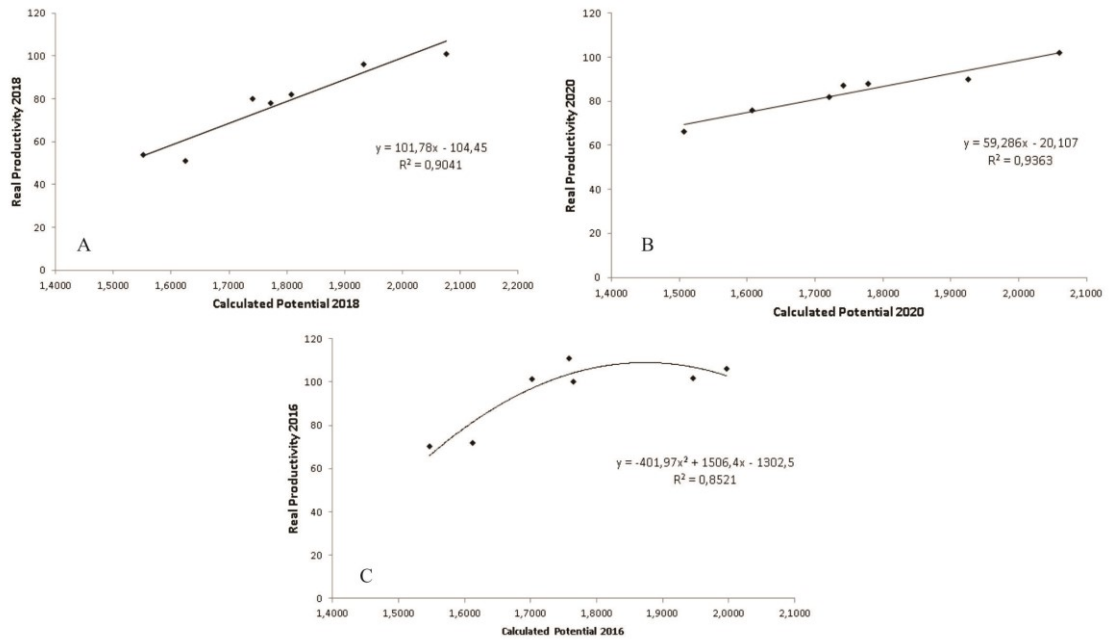 120
100
80
60
40
20
0
Real Productivity 2018
y = 101,78x - 104,45
R² = 0,9041
A
1,4000 1,5000 1,6000 1,7000 1,8000 1,9000 2,0000 2,1000 2,2000
Calculated Potential 2018
120
100
80
60
40
20
0
Real Productivity 2020
y = 59,286x - 20,107
R² = 0,9363
B
1,4000 1,5000 1,6000 1,7000 1,8000 1,9000 2,0000 2,1000
Calculated Potential 2020
120
100
80
60
40
20
0
Real Productivity 2016
y = -401,97x² + 1506,4x - 1302,5
R² = 0,8521
C
1,4000 1,5000 1,6000 1,7000 1,8000 1,9000 2,0000 2,1000
Calculated Potential 2016